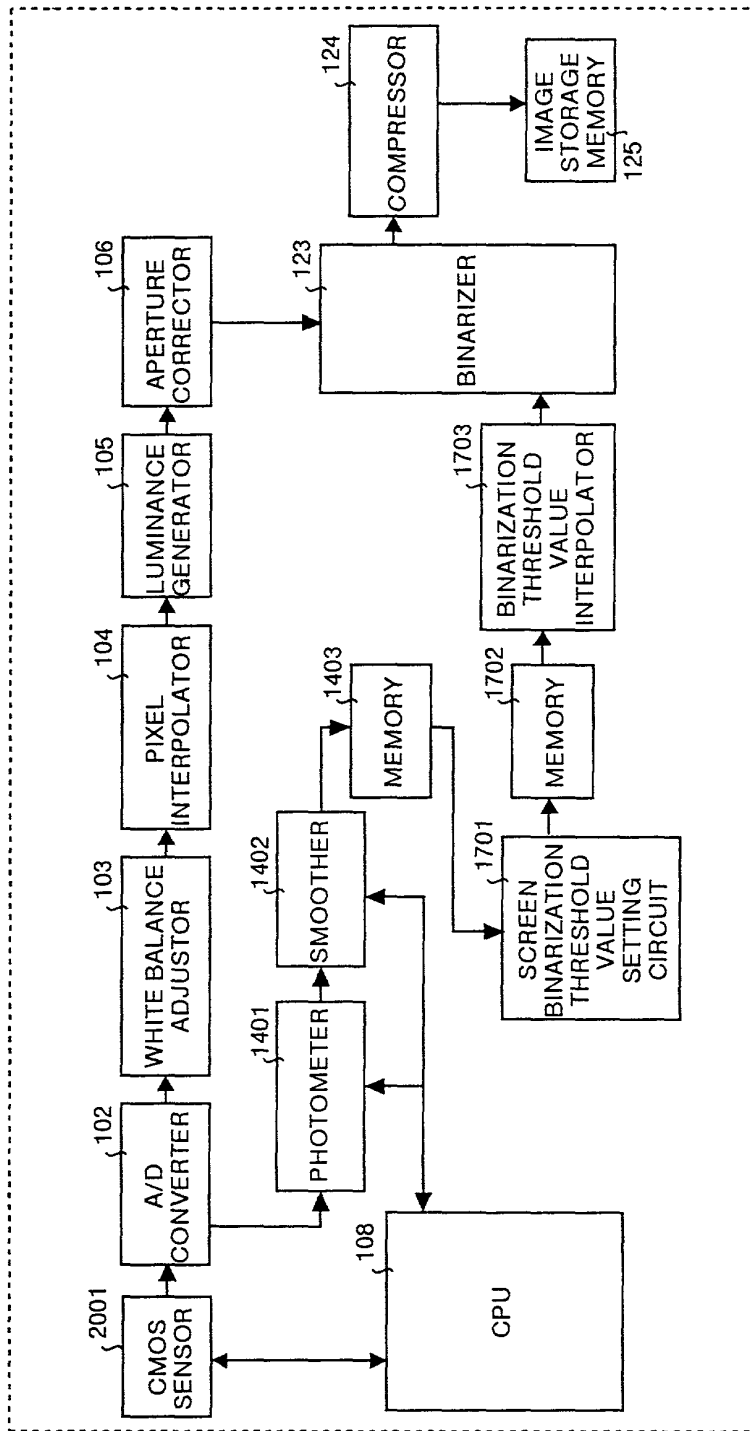 2001
CMOS
SENSOR
102
A/D
CONVERTER
103
WHITE BALANCE
ADJUSTOR
104
PIXEL
INTERPOLATOR
105
LUMINANCE
GENERATOR
106
APERTURE
CORRECTOR
108
CPU
1401
PHOTOMETER
1402
SMOOTHER
1403
MEMORY
1701
SCREEN
BINARIZATION
THRESHOLD
VALUE
SETTING
CIRCUIT
1702
MEMORY
1703
BINARIZATION
THRESHOLD
VALUE
INTERPOLATOR
123
BINARIZER
124
COMPRESSOR
IMAGE
STORAGE
MEMORY
125